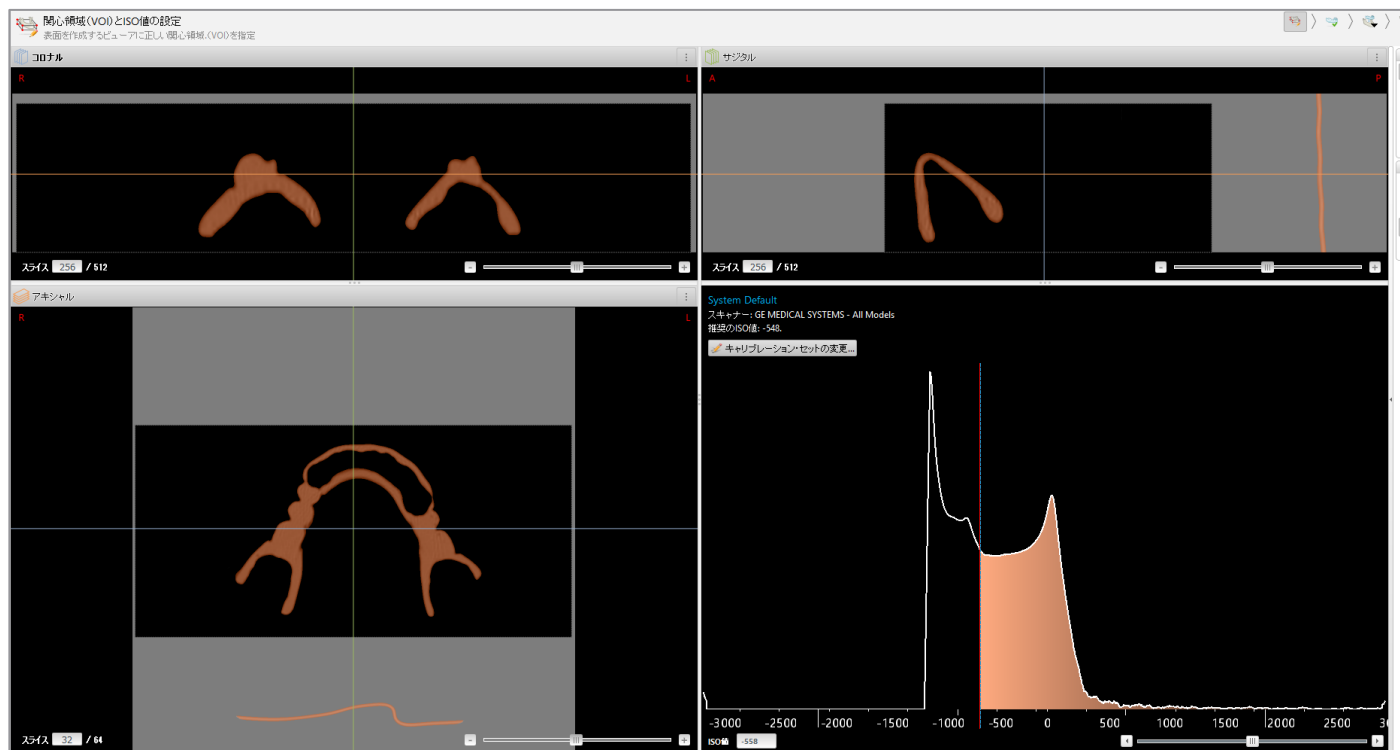 関心領域(VOI)とISO値の設定
表面を作成するビューアに正しい関心領域(VOI)を指定
コロナル
R
L
スライス 256 / 512
サジタル
A
P
スライス 256 / 512
アキシャル
R
L
スライス 32 / 64
System Default
スキャナー: GE MEDICAL SYSTEMS - All Models
推奨のISO値: -548.
キャリブレーション・セットの変更...
-3000 -2500 -2000 -1000 -500 0 500 1000 1500 2000 2500 3
ISO値 -558